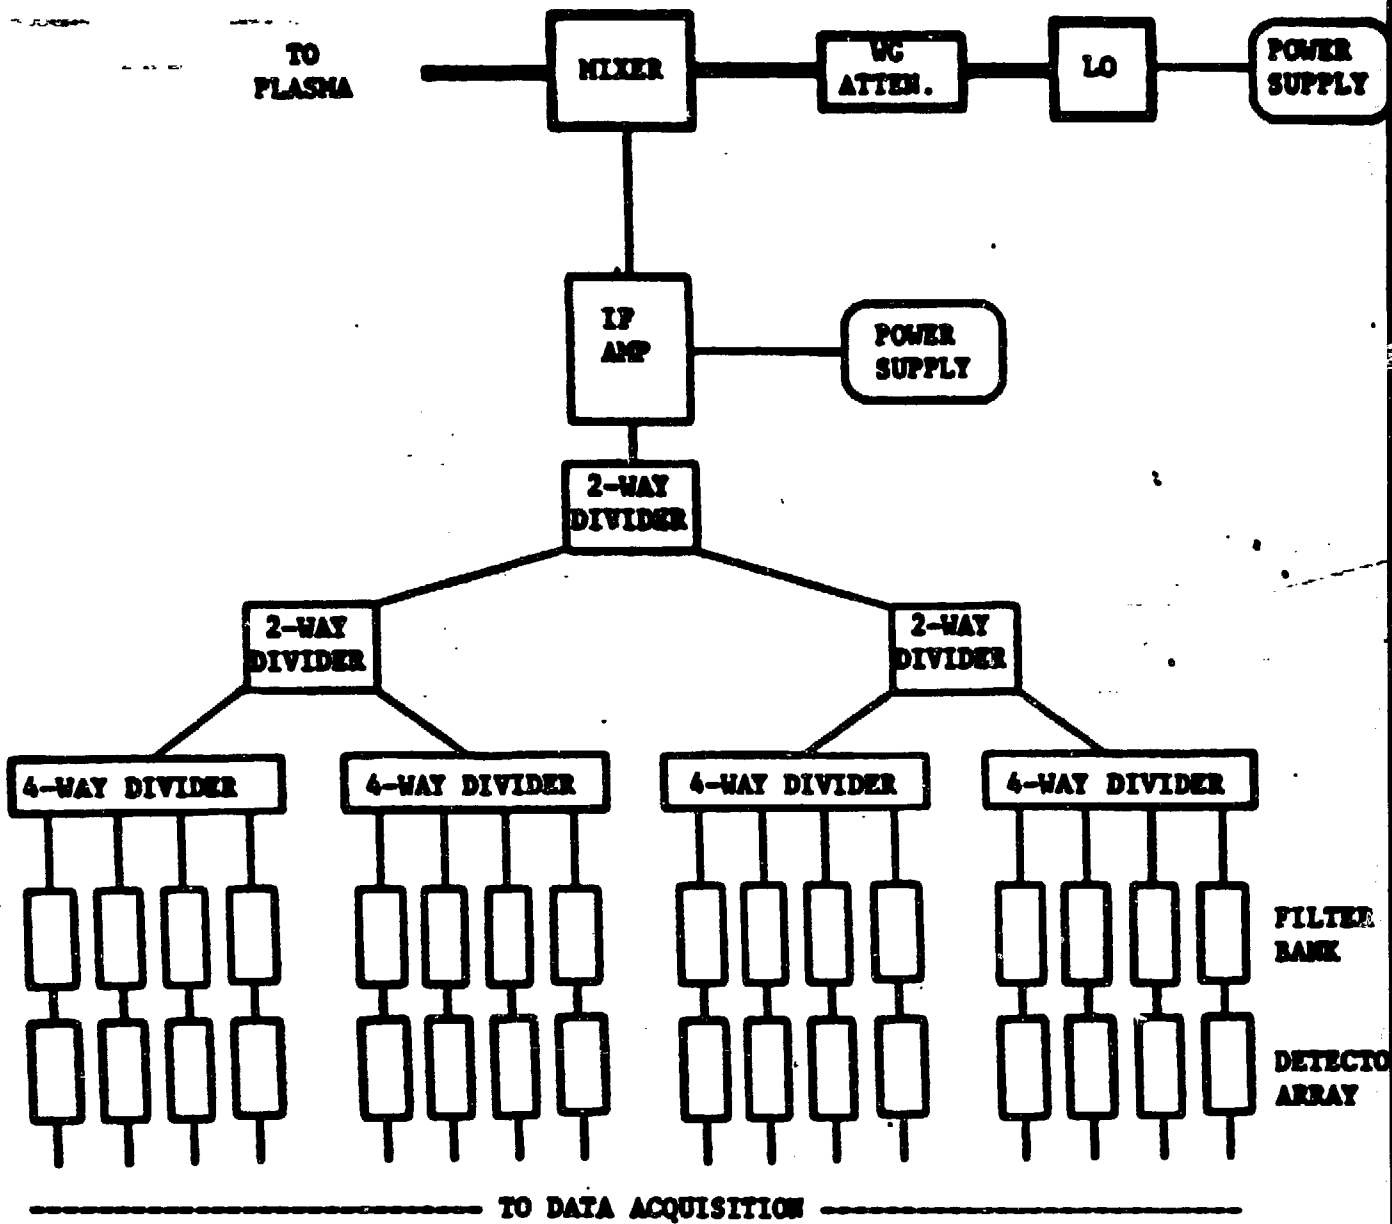 TO
PLASMA
MIXER
WG
ATTEN.
LO
POWER
SUPPLY
IF
AMP
POWER
SUPPLY
2-WAY
DIVIDER
2-WAY
DIVIDER
2-WAY
DIVIDER
4-WAY DIVIDER
4-WAY DIVIDER
4-WAY DIVIDER
4-WAY DIVIDER
FILTER
BANK
DETECTO
ARRAY
TO DATA ACQUISITION